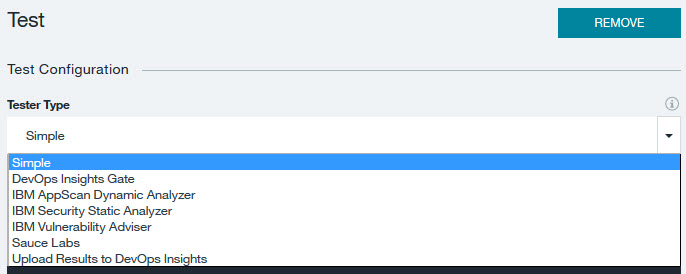 Test
REMOVE
Test Configuration
Tester Type
Simple
Simple
DevOps Insights Gate
IBM AppScan Dynamic Analyzer
IBM Security Static Analyzer
IBM Vulnerability Adviser
Sauce Labs
Upload Results to DevOps Insights